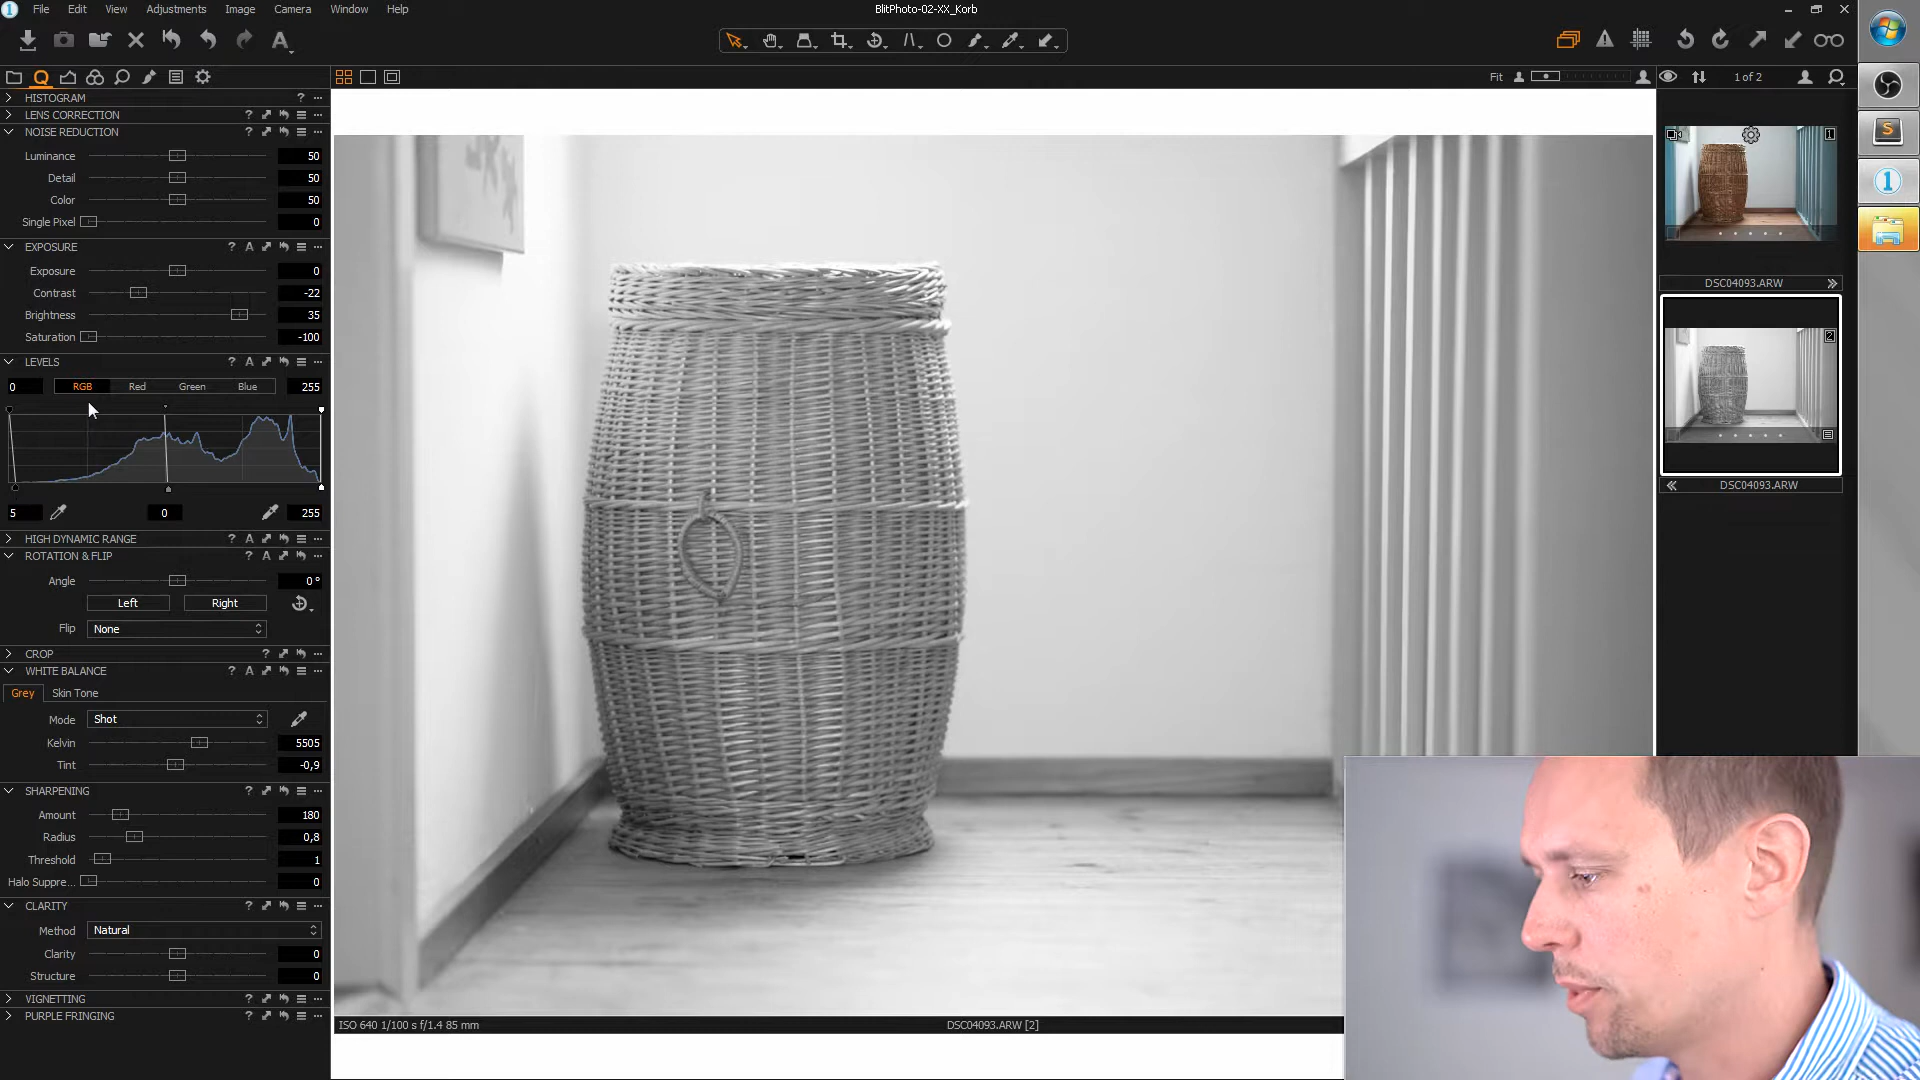 File Edit View Adjustments Image Camera Window Help
BlitPhoto-02-XX_Korb
Fit
1 of 2
HISTOGRAM
LENS CORRECTION
NOISE REDUCTION
Luminance 50
Detail 50
Color 50
Single Pixel 0
EXPOSURE
Exposure 0
Contrast -22
Brightness 35
Saturation -100
LEVELS
0 RGB Red Green Blue 255
5 0 255
HIGH DYNAMIC RANGE
ROTATION & FLIP
Angle 0 °
Left Right
Flip None
CROP
WHITE BALANCE
Grey Skin Tone
Mode Shot
Kelvin 5505
Tint -0,9
SHARPENING
Amount 180
Radius 0,8
Threshold 1
Halo Suppre... 0
CLARITY
Method Natural
Clarity 0
Structure 0
VIGNETTING
PURPLE FRINGING
ISO 640 1/100 s f/1.4 85 mm
DSC04093.ARW [2]
1
DSC04093.ARW
2
DSC04093.ARW